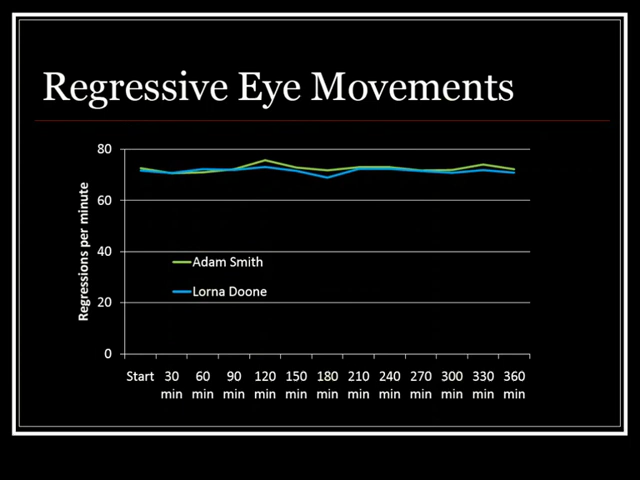 Regressive Eye Movements
80
60
40
20
0
Regressions per minute
Adam Smith
Lorna Doone
Start 30 60 90 120 150 180 210 240 270 300 330 360
min min min min min min min min min min min min